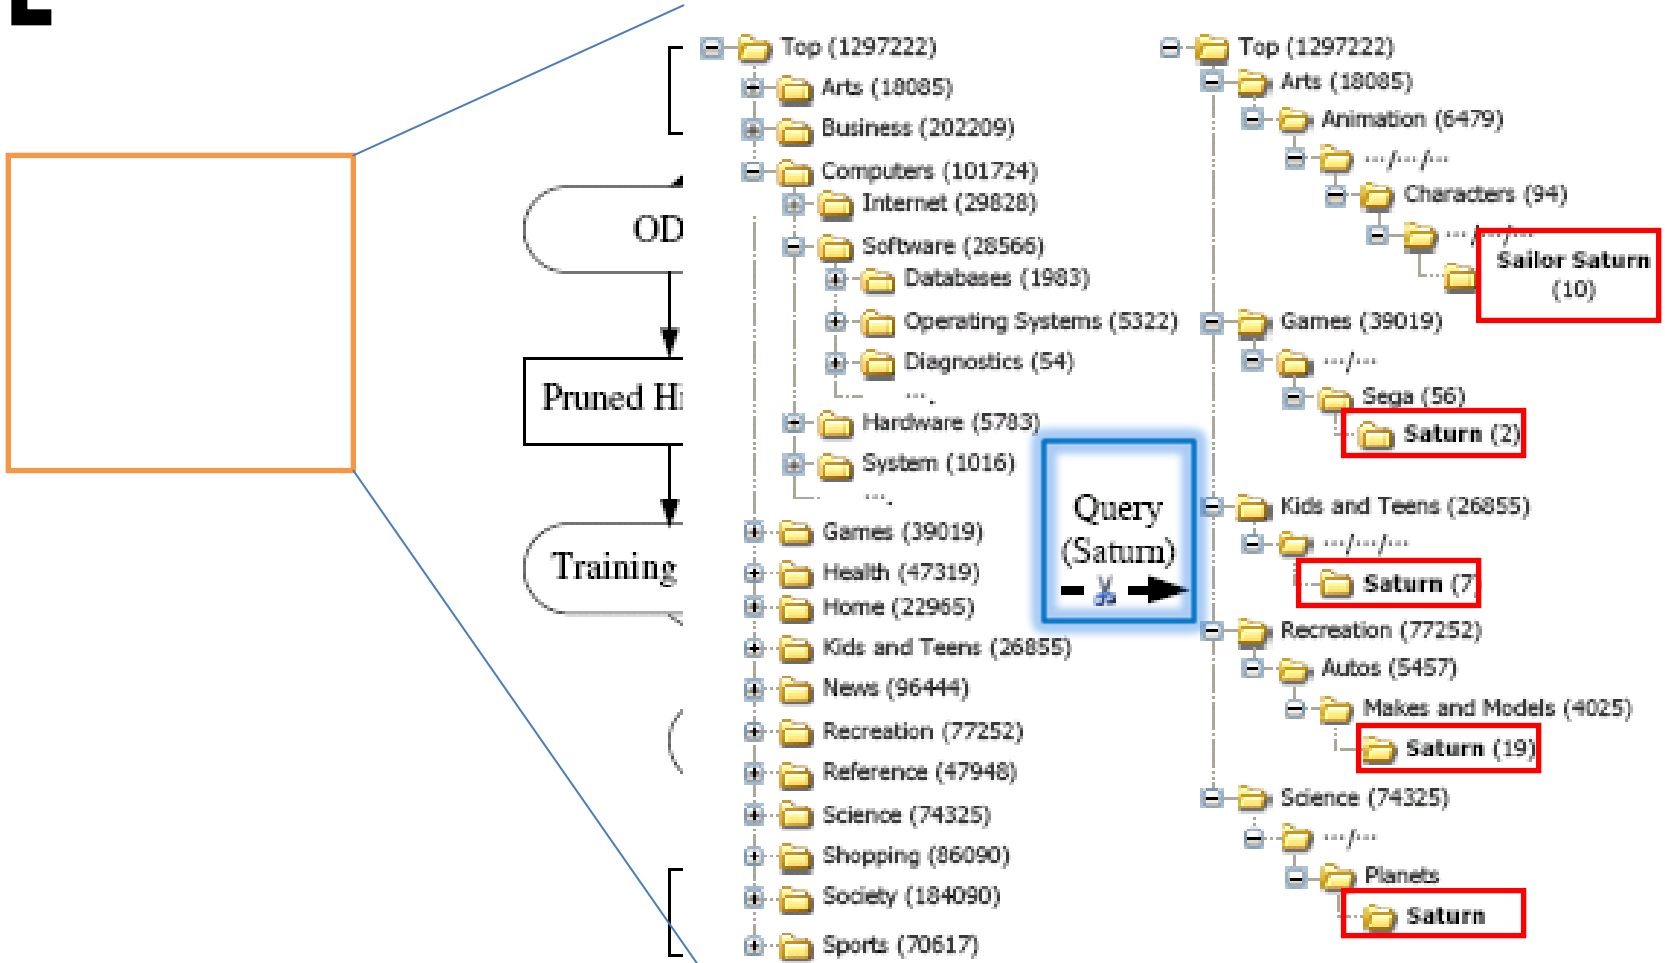 OD
Pruned Hi
Training
Top (1297222)
Arts (18085)
Business (202209)
Computers (101724)
Internet (29828)
Software (28566)
Databases (1983)
Operating Systems (5322)
Diagnostics (54)
....
Hardware (5783)
System (1016)
....
Games (39019)
Health (47319)
Home (22965)
Kids and Teens (26855)
News (96444)
Recreation (77252)
Reference (47948)
Science (74325)
Shopping (86090)
Society (184090)
Sports (70617)
Query
(Saturn)
Top (1297222)
Arts (18085)
Animation (6479)
.../.../...
Characters (94)
.../.../...
Sailor Saturn
(10)
Games (39019)
.../...
Sega (56)
Saturn (2)
Kids and Teens (26855)
.../.../...
Saturn (7
Recreation (77252)
Autos (5457)
Makes and Models (4025)
Saturn (19)
Science (74325)
.../...
Planets
Saturn